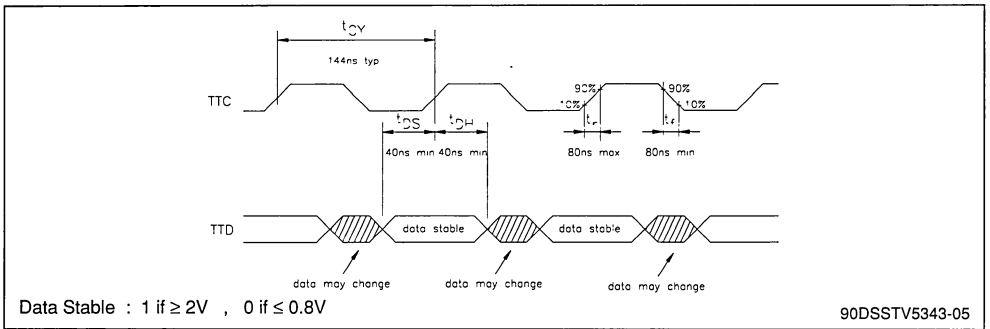 tCY
144ns typ
TTC
90% 90%
10% 10%
tDS tDH tr tf
40ns min 40ns min 80ns max 80ns min
TTD
data stable data stable
data may change data may change data may change
Data Stable : 1 if ≥ 2V , 0 if ≤ 0.8V
90DSSTV5343-05